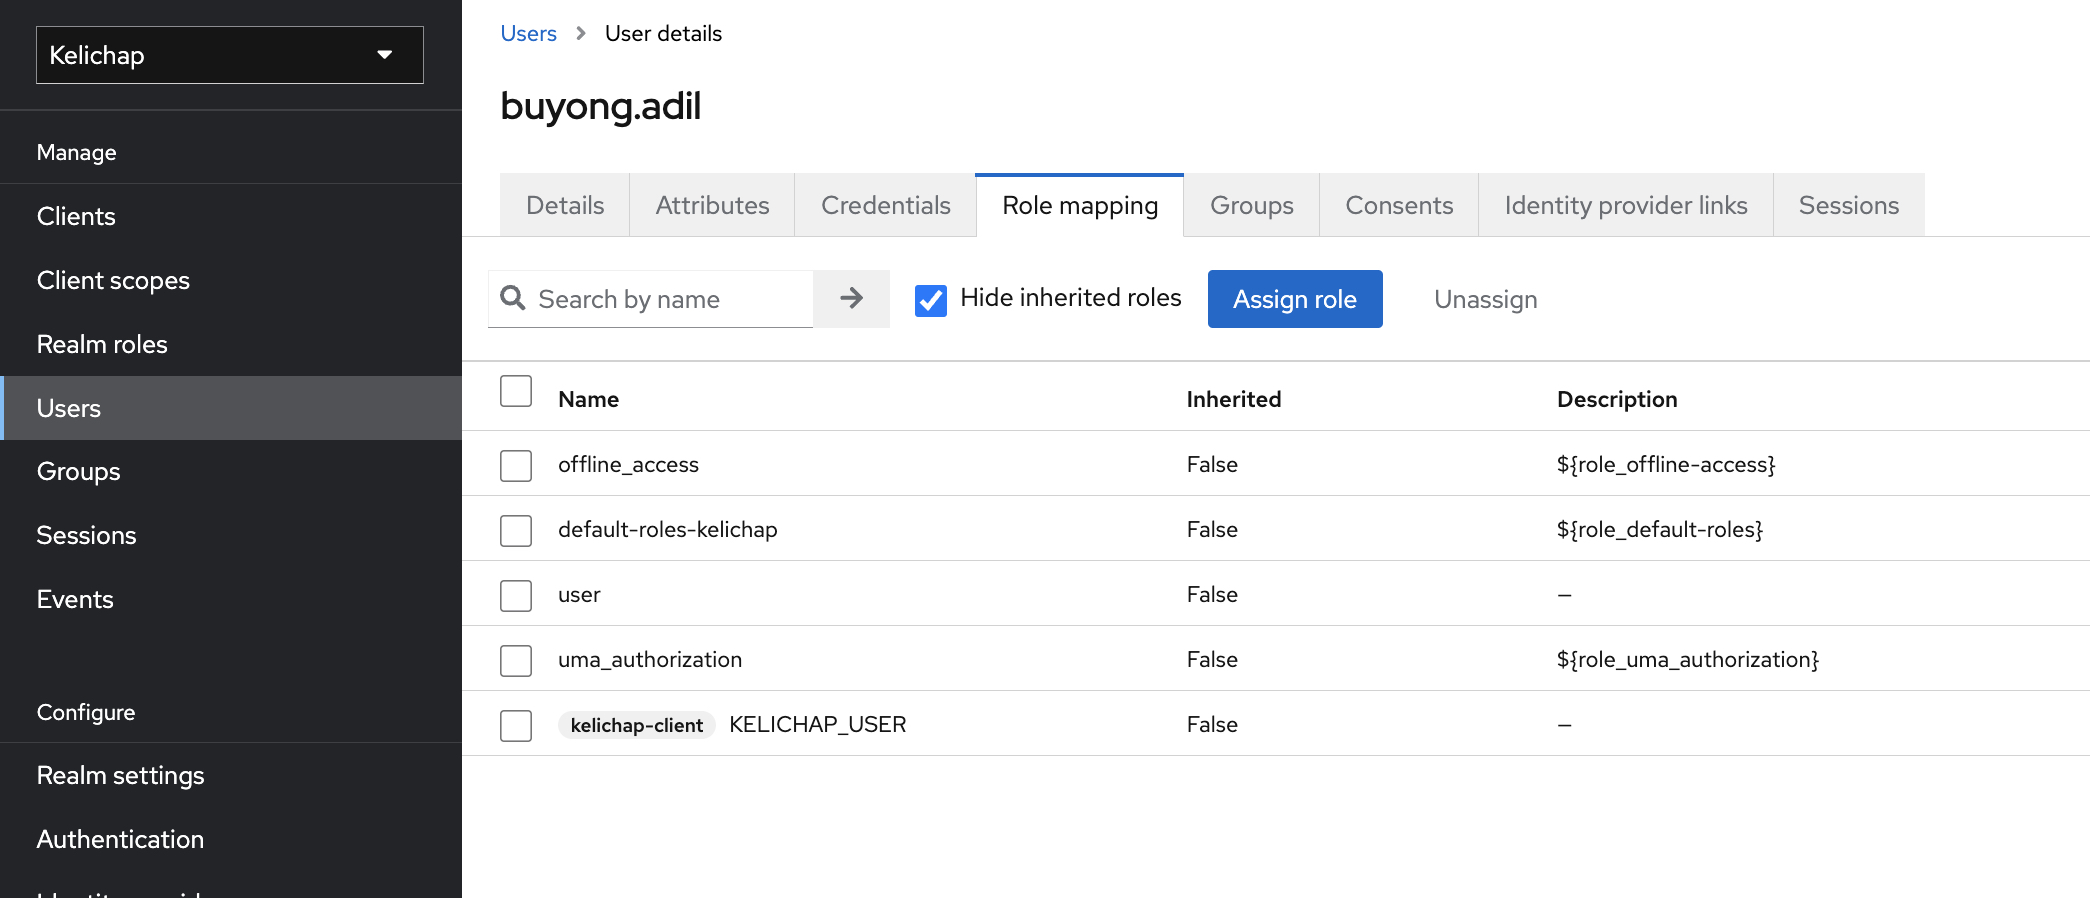 Kelichap
Manage
Clients
Client scopes
Realm roles
Users
Groups
Sessions
Events
Configure
Realm settings
Authentication
Users > User details
buyong.adil
Details Attributes Credentials Role mapping Groups Consents Identity provider links Sessions
Search by name Hide inherited roles Assign role Unassign
Name Inherited Description
offline_access False ${role_offline-access}
default-roles-kelichap False ${role_default-roles}
user False –
uma_authorization False ${role_uma_authorization}
kelichap-client KELICHAP_USER False –